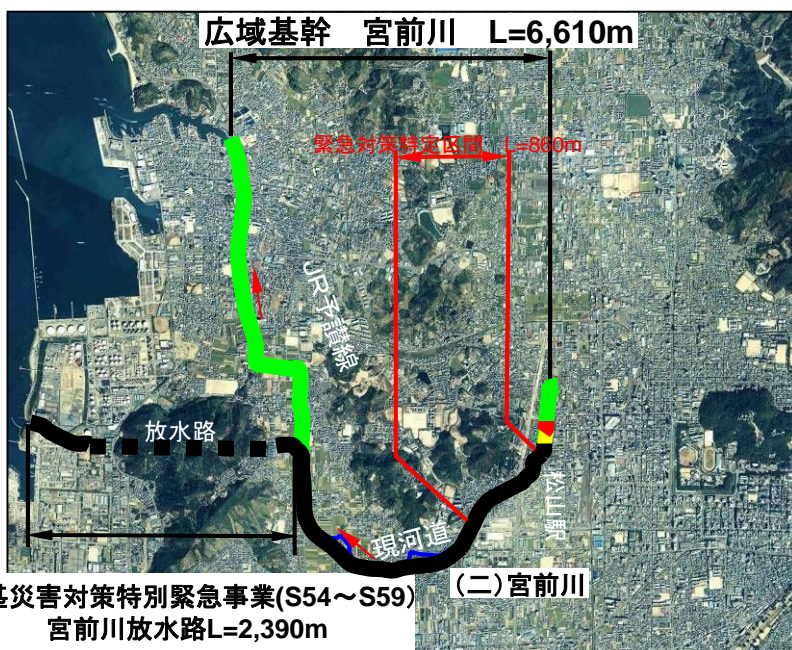 広域基幹 宮前川 L=6,610m
緊急対策特定区間 L=860m
JR予讃線
放水路
松山駅
現河道
(二)宮前川
災害対策特別緊急事業(S54～S59)
宮前川放水路L=2,390m